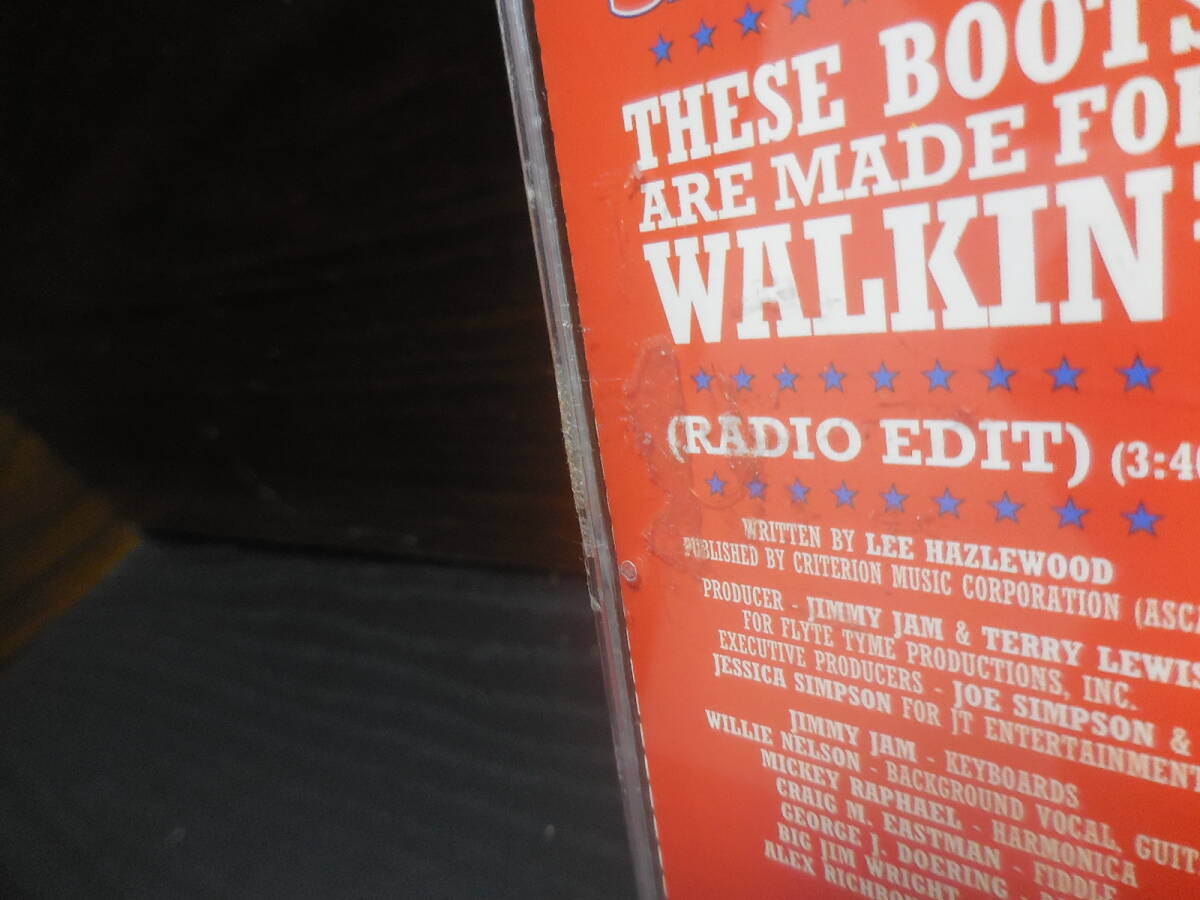 THESE BOOTS
ARE MADE FOR
WALKIN'
(RADIO EDIT) (3:40
WRITTEN BY LEE HAZLEWOOD
PUBLISHED BY CRITERION MUSIC CORPORATION (ASCA
PRODUCER - JIMMY JAM & TERRY LEWIS
FOR FLYTE TYME PRODUCTIONS, INC.
EXECUTIVE PRODUCERS - JOE SIMPSON &
JESSICA SIMPSON FOR JT ENTERTAINMENT
JIMMY JAM - KEYBOARDS
WILLIE NELSON - BACKGROUND VOCAL, GUIT
MICKEY RAPHAEL - HARMONICA
CRAIG M. EASTMAN - FIDDLE
GEORGE J. DOERING -
BIG JIM WRIGHT
ALEX RICHBO